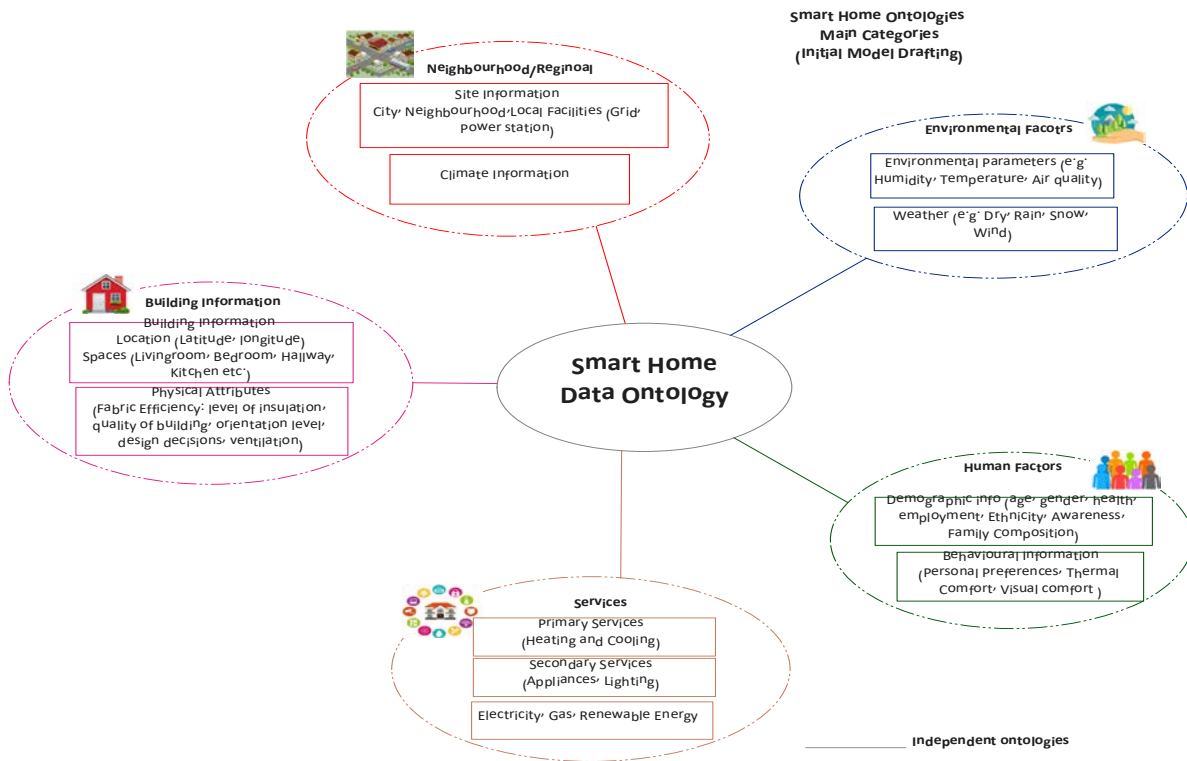 Smart Home Ontologies
Main Categories
(Initial Model Drafting)
Neighbourhood/Reginoal
Site Information
City, Neighbourhood,Local Facilities (Grid,
Power station)
Climate Information
Environmental Facotrs
Environmental Parameters (e.g.
Humidity, Temperature, Air quality)
Weather (e.g. Dry, Rain, Snow,
Wind)
Building Information
Building Information
Location (Latitude, longitude)
Spaces (Livingroom, Bedroom, Hallway,
Kitchen etc.)
Physical Attributes
(Fabric Efficiency: level of insulation,
quality of building, orientation level,
design decisions, ventilation)
Smart Home
Data Ontology
Human Factors
Demographic info (age, gender, health,
employment, Ethnicity, Awareness,
Family Composition)
Behavioural Information
(Personal Preferences, Thermal
Comfort, Visual comfort )
Services
Primary Services
(Heating and Cooling)
Secondary Services
(Appliances, Lighting)
Electricity, Gas, Renewable Energy
Independent ontologies